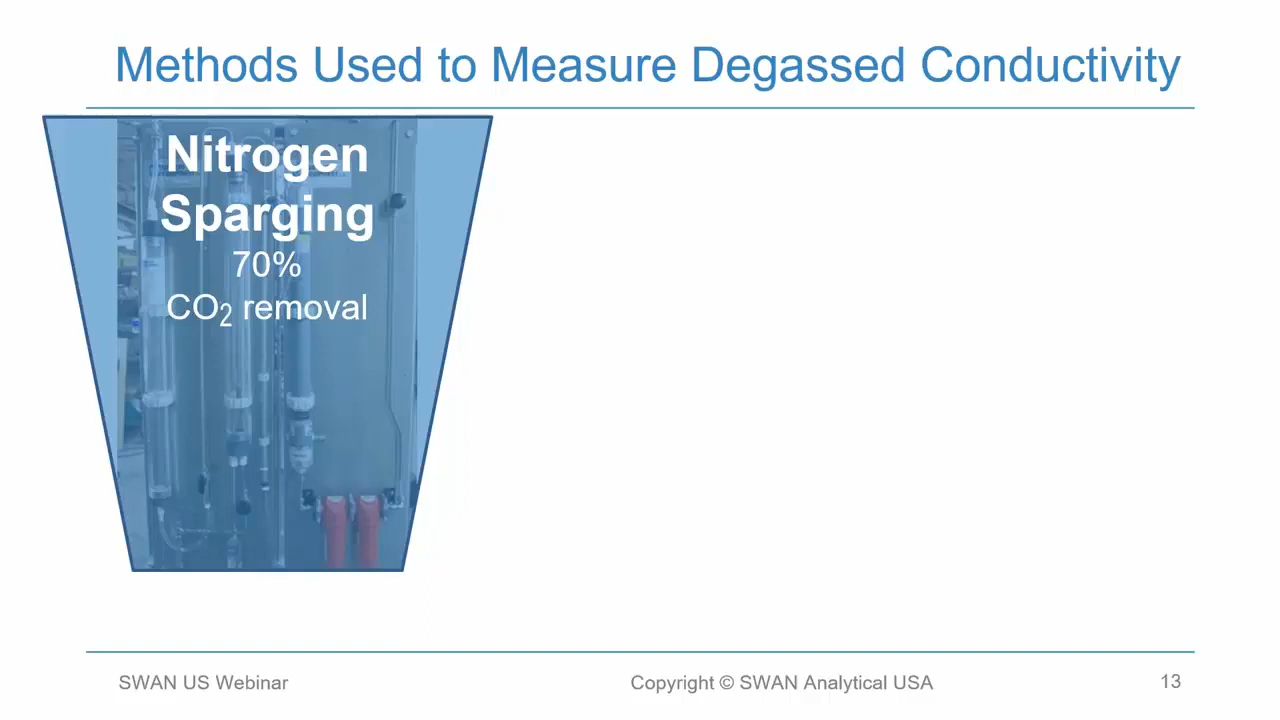 Methods Used to Measure Degassed Conductivity
Nitrogen
Sparging
70%
CO₂ removal
SWAN US Webinar
Copyright © SWAN Analytical USA
13